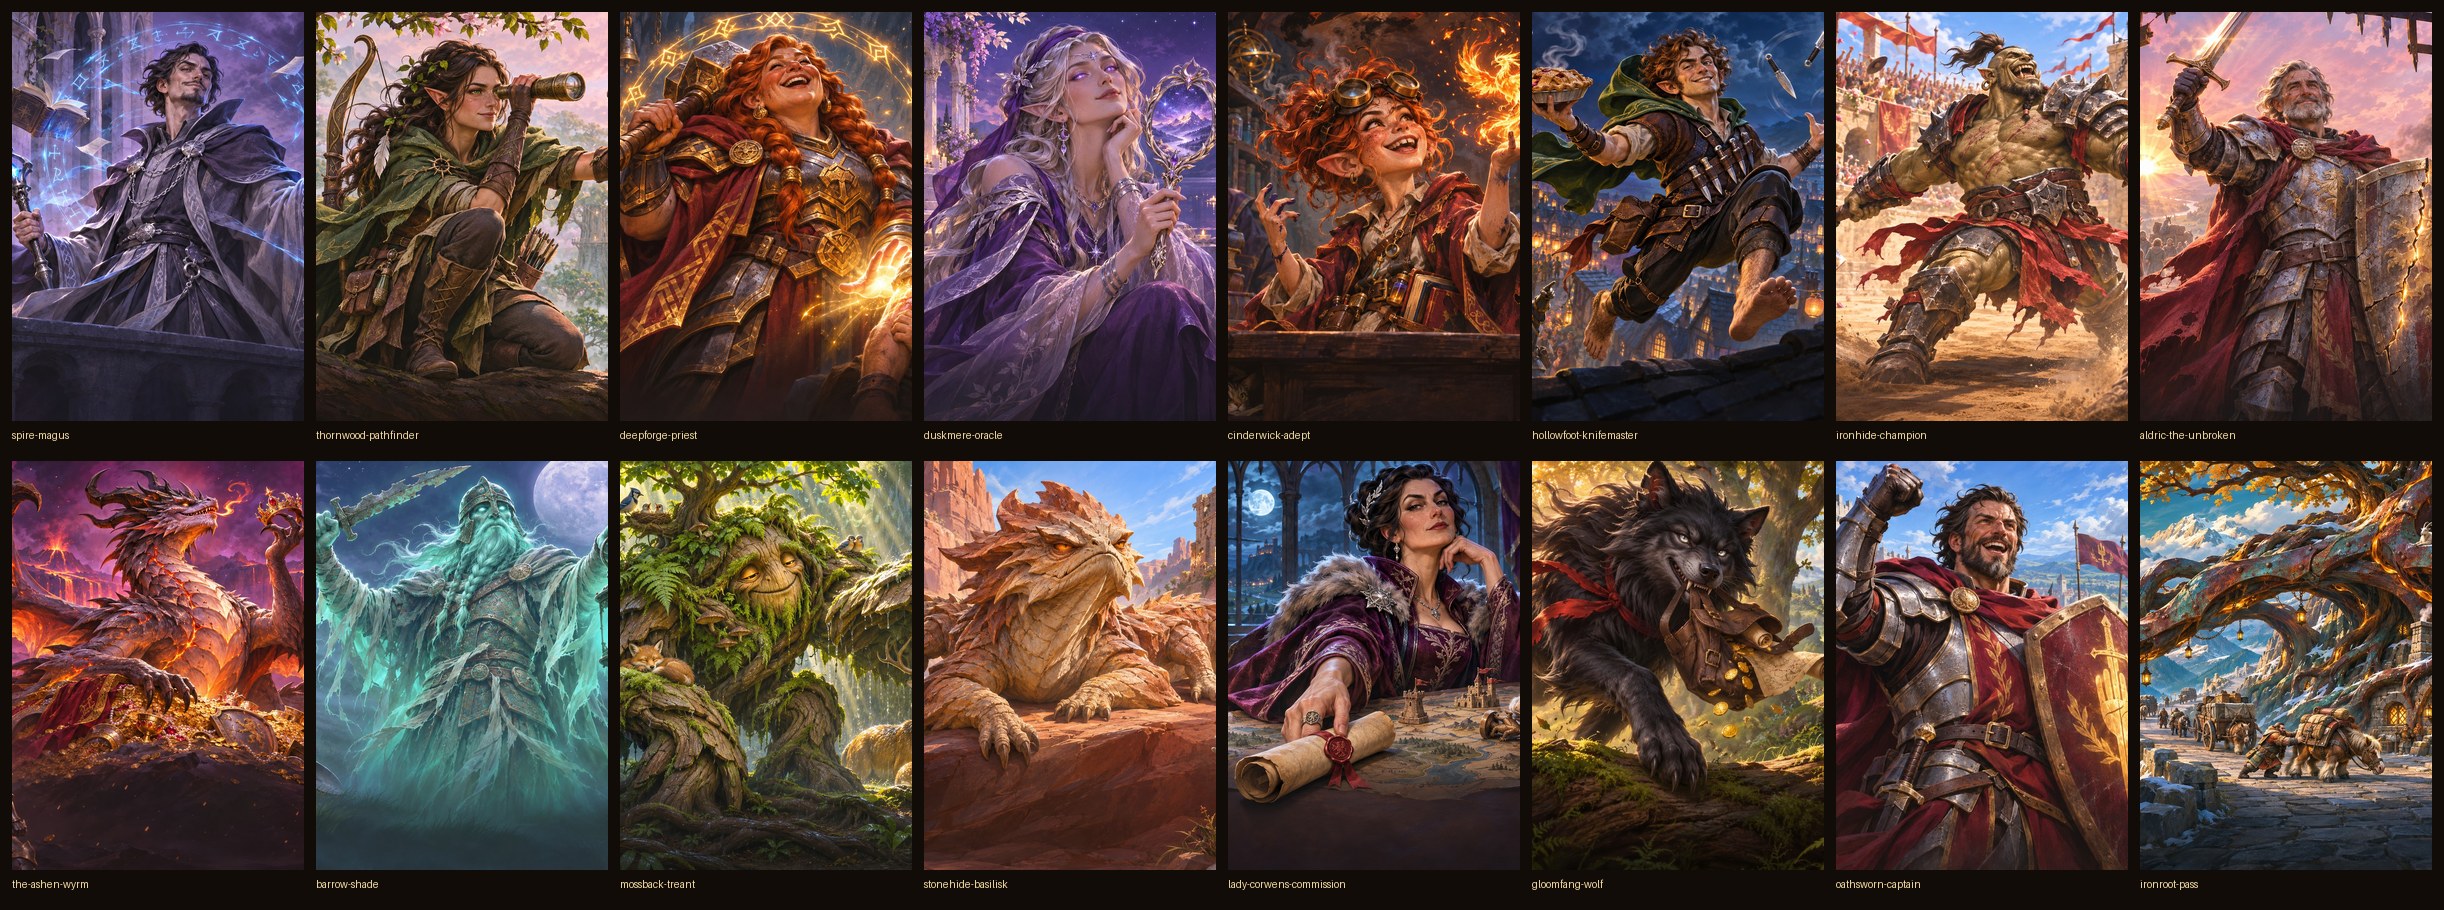 spire-magus
thornwood-pathfinder
deepforge-priest
duskmere-oracle
cinderwick-adept
hollowfoot-knifemaster
ironhide-champion
aldric-the-unbroken
the-ashen-wyrm
barrow-shade
mossback-treant
stonehide-basilisk
lady-corwens-commission
gloomfang-wolf
oathsworn-captain
ironroot-pass